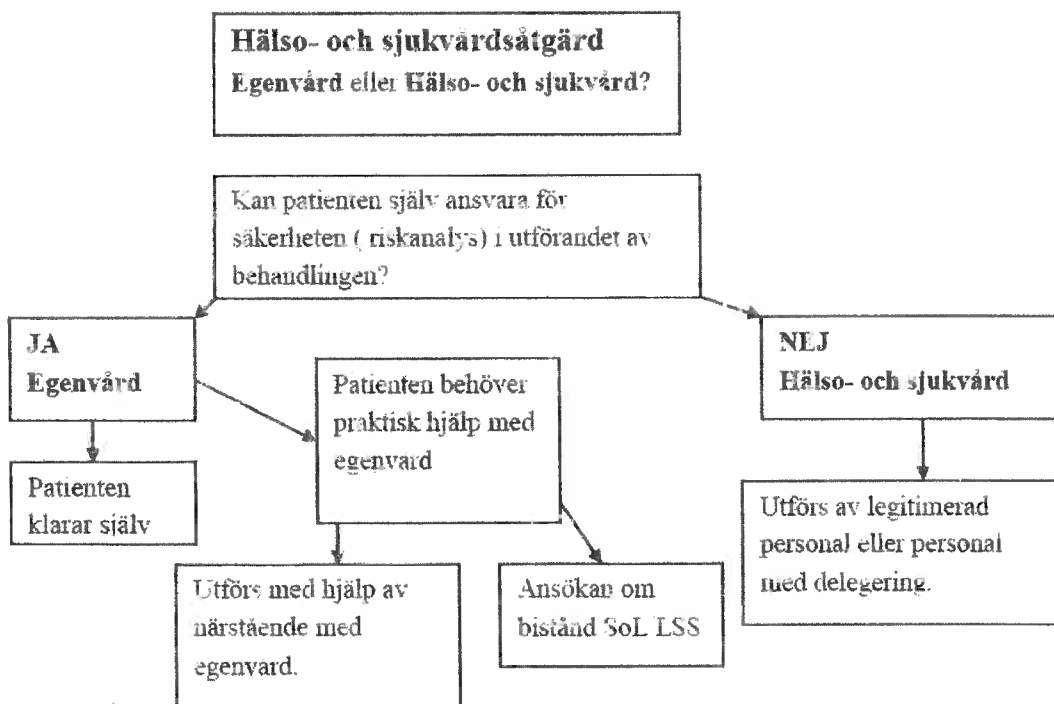 Hälso- och sjukvårdsåtgärd
Egenvård eller Hälso- och sjukvård?
Kan patienten själv ansvara för
säkerheten ( riskanalys) i utförandet av
behandlingen?
JA
Egenvård
NEJ
Hälso- och sjukvård
Patienten behöver
praktisk hjälp med
egenvard
Patienten
klarar själv
Utförs av legitimerad
personal eller personal
med delegering.
Utförs med hjälp av
närstående med
egenvard.
Ansökan om
bistånd SoL LSS